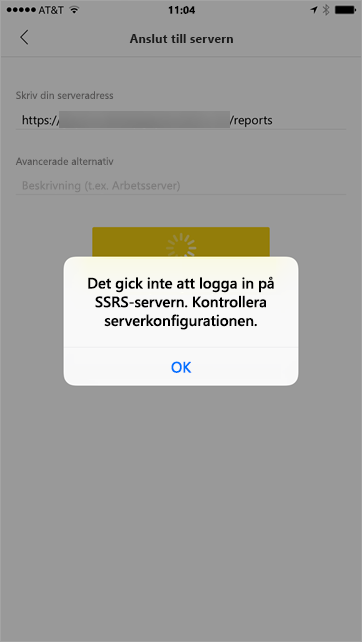 AT&T 11:04
Anslut till servern
Skriv din serveradress
https:// /reports
Avancerade alternativ
Beskrivning (t.ex. Arbetsserver)
Det gick inte att logga in på
SSRS-servern. Kontrollera
serverkonfigurationen.
OK